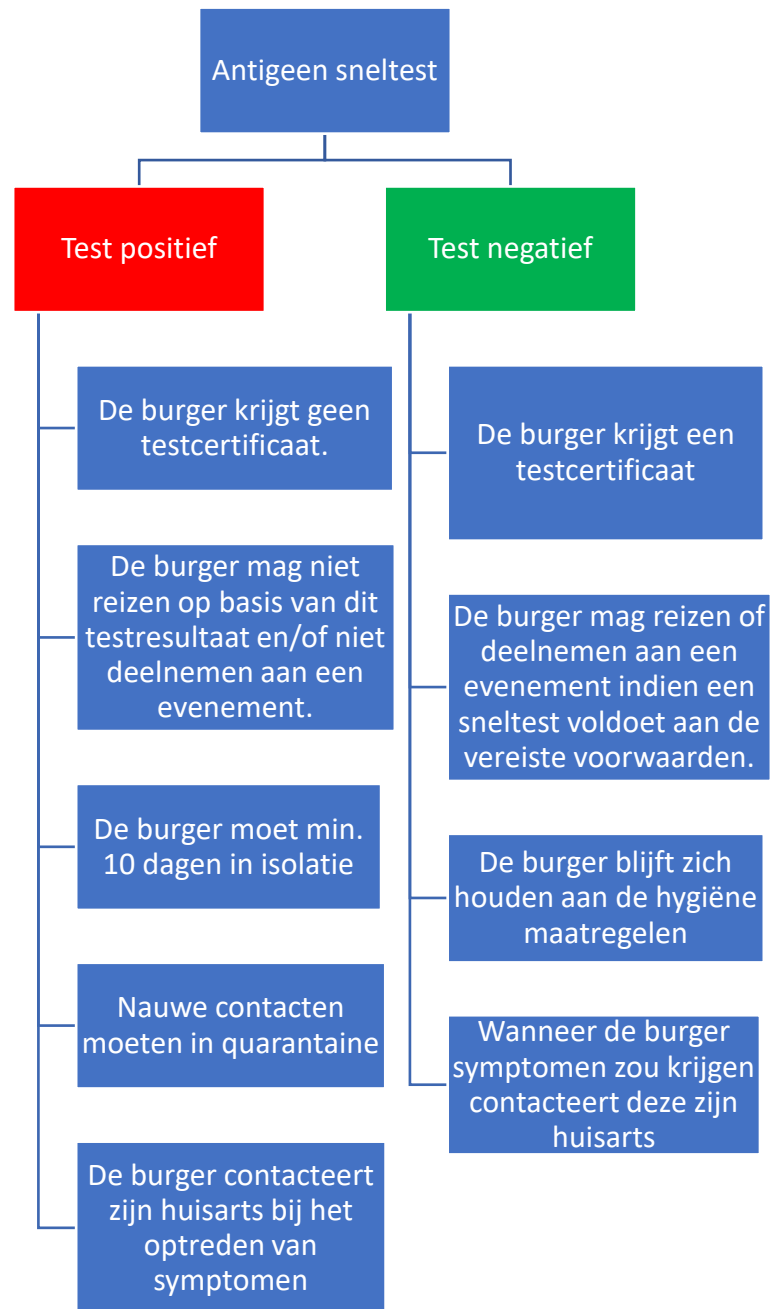 Antigeen sneltest
Test positief
De burger krijgt geen
testcertificaat.
De burger mag niet
reizen op basis van dit
testresultaat en/of niet
deelnemen aan een
evenement.
De burger moet min.
10 dagen in isolatie
Nauwe contacten
moeten in quarantaine
De burger contacteert
zijn huisarts bij het
optreden van
symptomen
Test negatief
De burger krijgt een
testcertificaat
De burger mag reizen of
deelnemen aan een
evenement indien een
sneltest voldoet aan de
vereiste voorwaarden.
De burger blijft zich
houden aan de hygiëne
maatregelen
Wanneer de burger
symptomen zou krijgen
contacteert deze zijn
huisarts